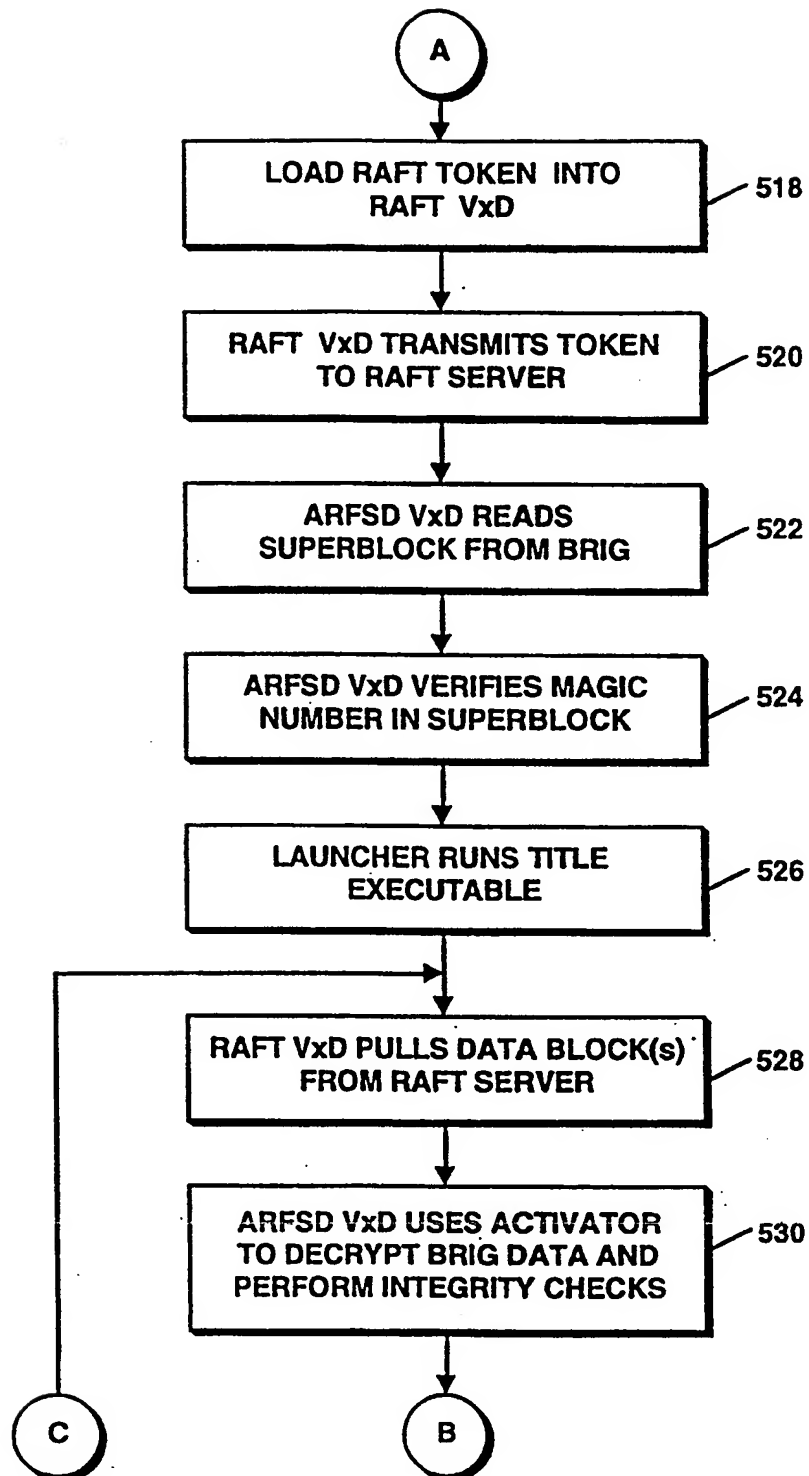 A
LOAD RAFT TOKEN INTO
RAFT VxD
518
RAFT VxD TRANSMITS TOKEN
TO RAFT SERVER
520
ARFSD VxD READS
SUPERBLOCK FROM BRIG
522
ARFSD VxD VERIFIES MAGIC
NUMBER IN SUPERBLOCK
524
LAUNCHER RUNS TITLE
EXECUTABLE
526
RAFT VxD PULLS DATA BLOCK(s)
FROM RAFT SERVER
528
ARFSD VxD USES ACTIVATOR
TO DECRYPT BRIG DATA AND
PERFORM INTEGRITY CHECKS
530
C
B